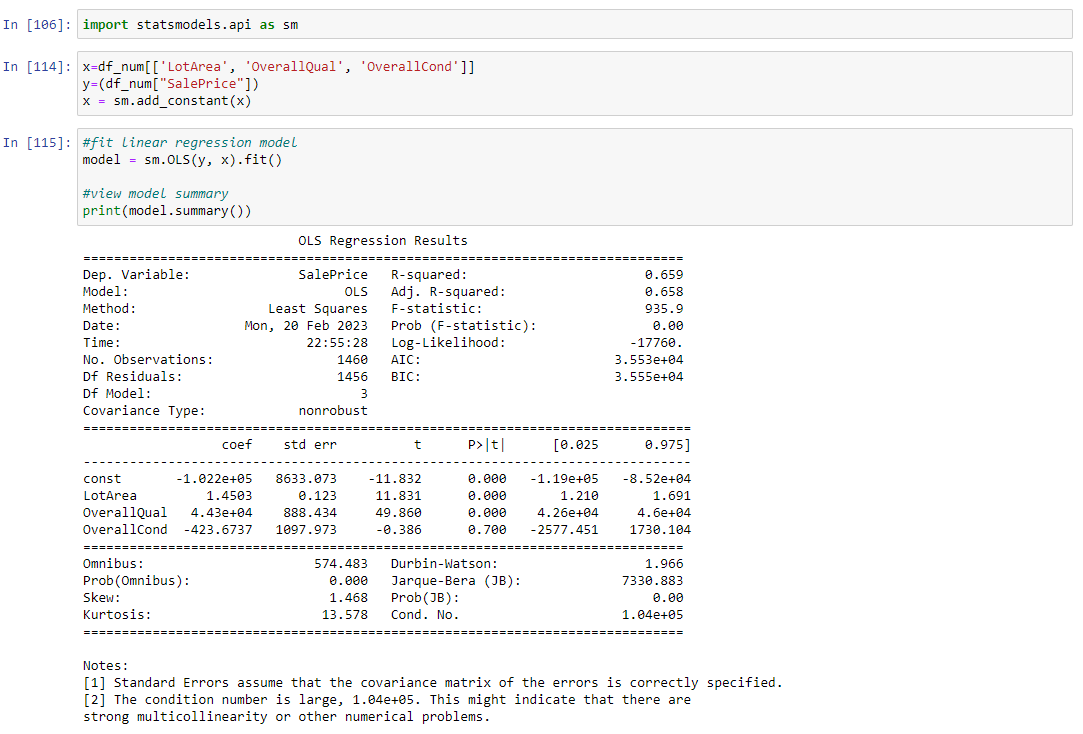 In [106]: import statsmodels.api as sm
In [114]: x=df_num[['LotArea', 'OverallQual', 'OverallCond']]
y=(df_num["SalePrice"])
x = sm.add_constant(x)
In [115]: #fit linear regression model
model = sm.OLS(y, x).fit()
#view model summary
print(model.summary())
OLS Regression Results
==============================================================================
Dep. Variable: SalePrice R-squared: 0.659
Model: OLS Adj. R-squared: 0.658
Method: Least Squares F-statistic: 935.9
Date: Mon, 20 Feb 2023 Prob (F-statistic): 0.00
Time: 22:55:28 Log-Likelihood: -17760.
No. Observations: 1460 AIC: 3.553e+04
Df Residuals: 1456 BIC: 3.555e+04
Df Model: 3
Covariance Type: nonrobust
===============================================================================
coef std err t P>|t| [0.025 0.975]
-------------------------------------------------------------------------------
const -1.022e+05 8633.073 -11.832 0.000 -1.19e+05 -8.52e+04
LotArea 1.4503 0.123 11.831 0.000 1.210 1.691
OverallQual 4.43e+04 888.434 49.860 0.000 4.26e+04 4.6e+04
OverallCond -423.6737 1097.973 -0.386 0.700 -2577.451 1730.104
==============================================================================
Omnibus: 574.483 Durbin-Watson: 1.966
Prob(Omnibus): 0.000 Jarque-Bera (JB): 7330.883
Skew: 1.468 Prob(JB): 0.00
Kurtosis: 13.578 Cond. No. 1.04e+05
==============================================================================
Notes:
[1] Standard Errors assume that the covariance matrix of the errors is correctly specified.
[2] The condition number is large, 1.04e+05. This might indicate that there are
strong multicollinearity or other numerical problems.